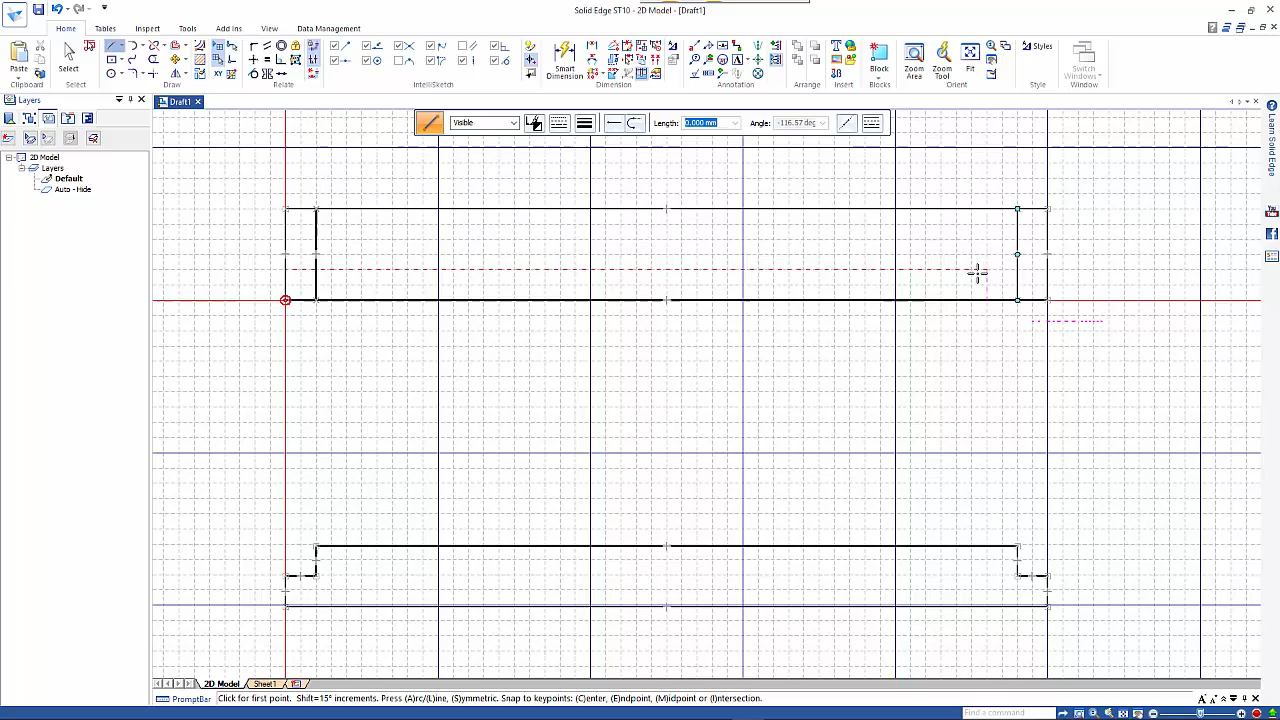 Solid Edge ST10 - 2D Model - [Draft1]
Home Tables Inspect Tools Add Ins View Data Management
Paste Select Smart Dimension Block Zoom Area Zoom Tool Fit Styles Switch Windows
Clipboard Select Draw Relate IntelliSketch Dimension Annotation Arrange Insert Blocks Orient Style Window
Layers
Draft1
Visible Length: 0.000 mm Angle: -116.57 deg
Learn Solid Edge
You Tube
2D Model
Layers
Default
Auto - Hide
2D Model Sheet1
PromptBar Click for first point. Shift=15° increments. Press (A)rc/(L)ine, (S)ymmetric. Snap to keypoints: (C)enter, (E)ndpoint, (M)idpoint or (I)ntersection.
Find a command